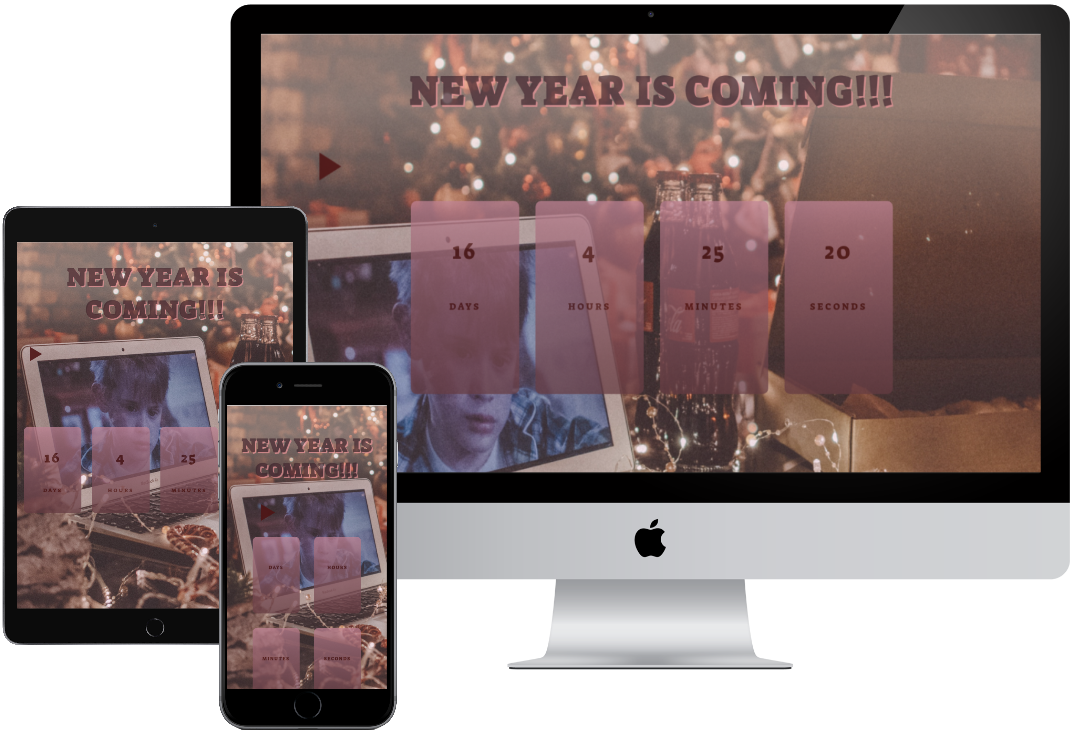 NEW YEAR IS COMING!!!
16 4 25 20
DAYS HOURS MINUTES SECONDS
NEW YEAR IS
COMING!!!
16 4 25
DAYS HOURS MINUTES
NEW YEAR IS
COMING!!!
DAYS HOURS
MINUTES SECONDS